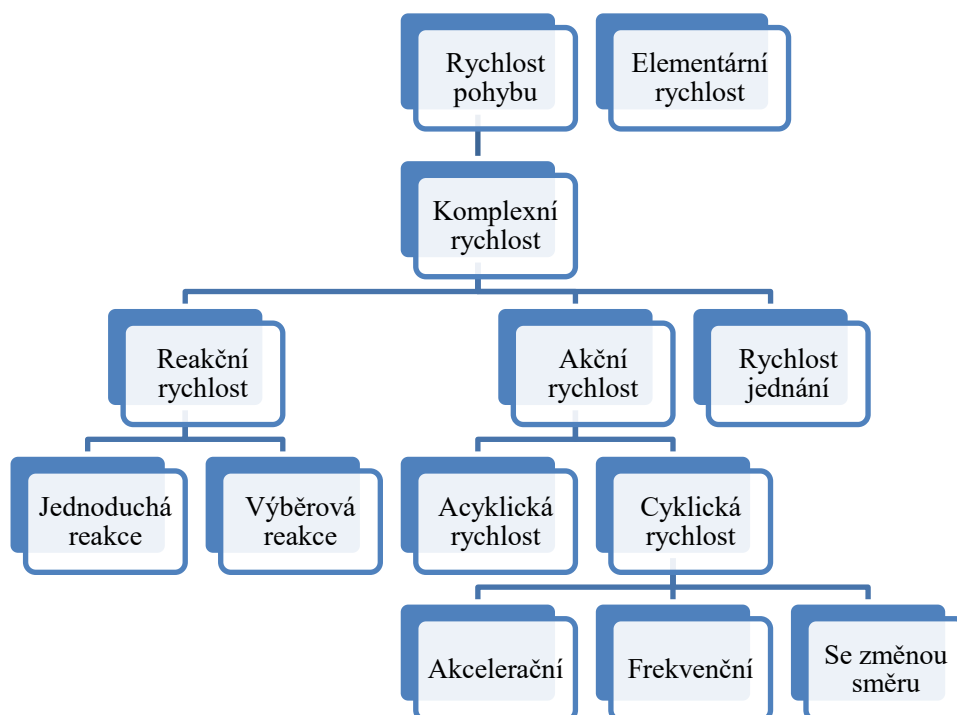 Rychlost
pohybu
Elementární
rychlost
Komplexní
rychlost
Reakční
rychlost
Akční
rychlost
Rychlost
jednání
Jednoduchá
reakce
Výběrová
reakce
Acyklická
rychlost
Cyklická
rychlost
Akcelerační
Frekvenční
Se změnou
směru